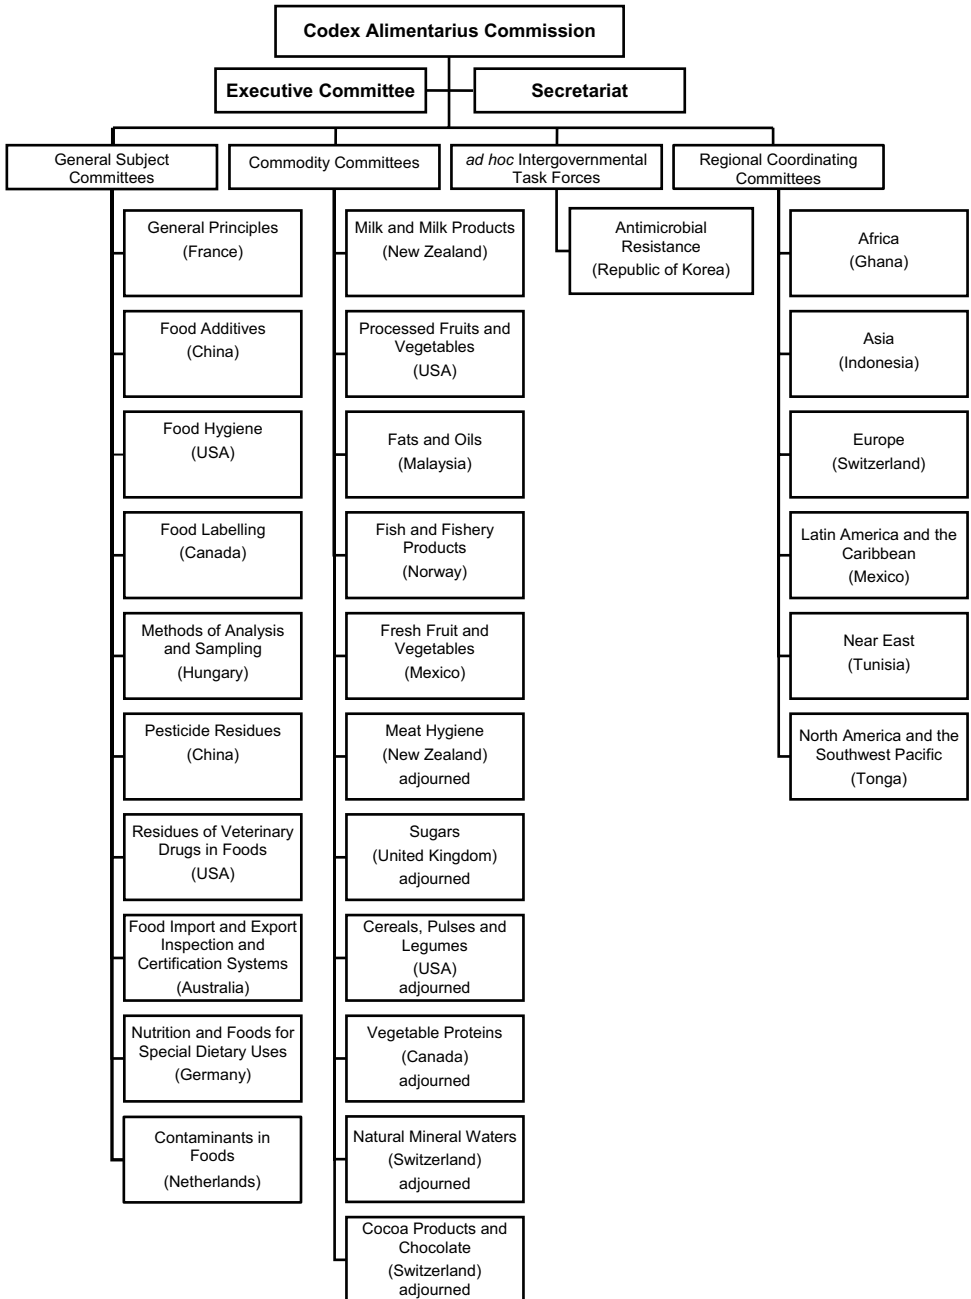 Codex Alimentarius Commission
Executive Committee
Secretariat
General Subject
Committees
Commodity Committees
ad hoc Intergovernmental
Task Forces
Regional Coordinating
Committees
General Principles
(France)
Food Additives
(China)
Food Hygiene
(USA)
Food Labelling
(Canada)
Methods of Analysis
and Sampling
(Hungary)
Pesticide Residues
(China)
Residues of Veterinary
Drugs in Foods
(USA)
Food Import and Export
Inspection and
Certification Systems
(Australia)
Nutrition and Foods for
Special Dietary Uses
(Germany)
Contaminants in
Foods
(Netherlands)
Milk and Milk Products
(New Zealand)
Processed Fruits and
Vegetables
(USA)
Fats and Oils
(Malaysia)
Fish and Fishery
Products
(Norway)
Fresh Fruit and
Vegetables
(Mexico)
Meat Hygiene
(New Zealand)
adjourned
Sugars
(United Kingdom)
adjourned
Cereals, Pulses and
Legumes
(USA)
adjourned
Vegetable Proteins
(Canada)
adjourned
Natural Mineral Waters
(Switzerland)
adjourned
Cocoa Products and
Chocolate
(Switzerland)
adjourned
Antimicrobial
Resistance
(Republic of Korea)
Africa
(Ghana)
Asia
(Indonesia)
Europe
(Switzerland)
Latin America and the
Caribbean
(Mexico)
Near East
(Tunisia)
North America and the
Southwest Pacific
(Tonga)